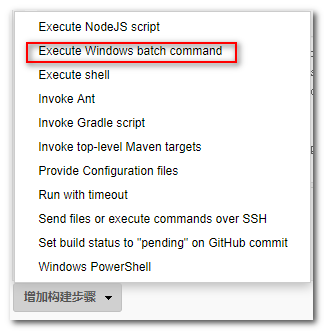 Execute NodeJS script
Execute Windows batch command
Execute shell
Invoke Ant
Invoke Gradle script
Invoke top-level Maven targets
Provide Configuration files
Run with timeout
Send files or execute commands over SSH
Set build status to "pending" on GitHub commit
Windows PowerShell
增加构建步骤